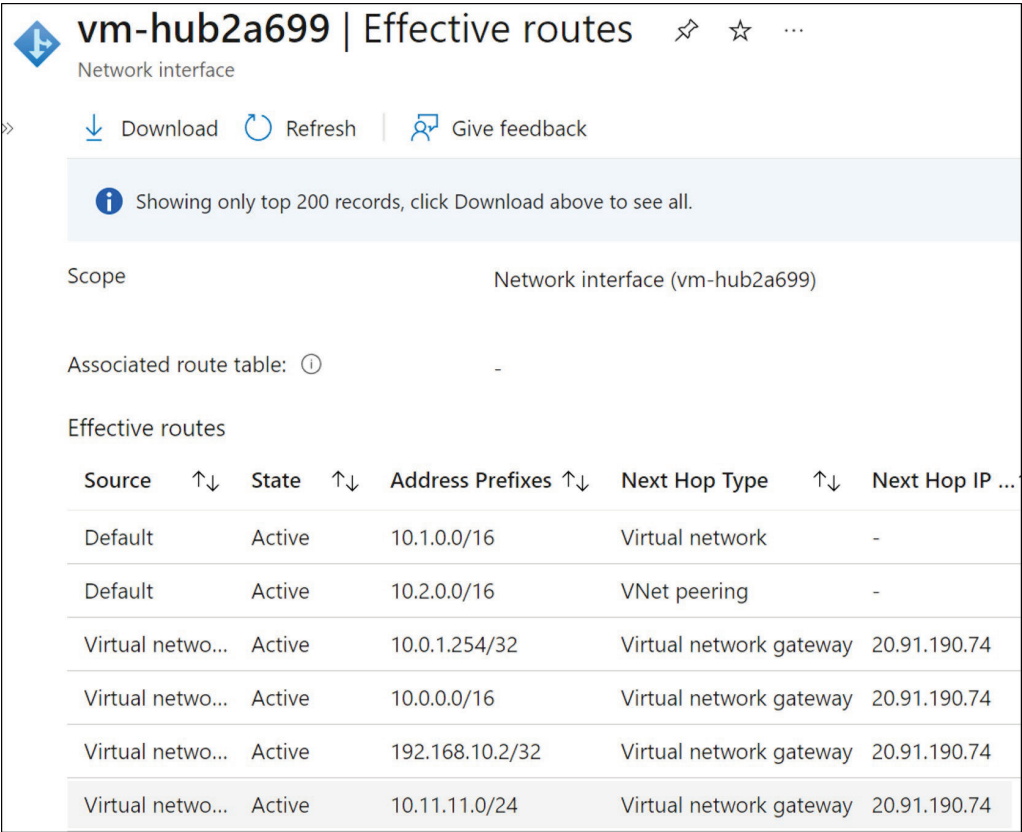 vm-hub2a699 | Effective routes ...
Network interface
» Download Refresh Give feedback
Showing only top 200 records, click Download above to see all.
Scope Network interface (vm-hub2a699)
Associated route table: -
Effective routes
Source ↑↓ State ↑↓ Address Prefixes ↑↓ Next Hop Type ↑↓ Next Hop IP ...
Default Active 10.1.0.0/16 Virtual network -
Default Active 10.2.0.0/16 VNet peering -
Virtual netwo... Active 10.0.1.254/32 Virtual network gateway 20.91.190.74
Virtual netwo... Active 10.0.0.0/16 Virtual network gateway 20.91.190.74
Virtual netwo... Active 192.168.10.2/32 Virtual network gateway 20.91.190.74
Virtual netwo... Active 10.11.11.0/24 Virtual network gateway 20.91.190.74